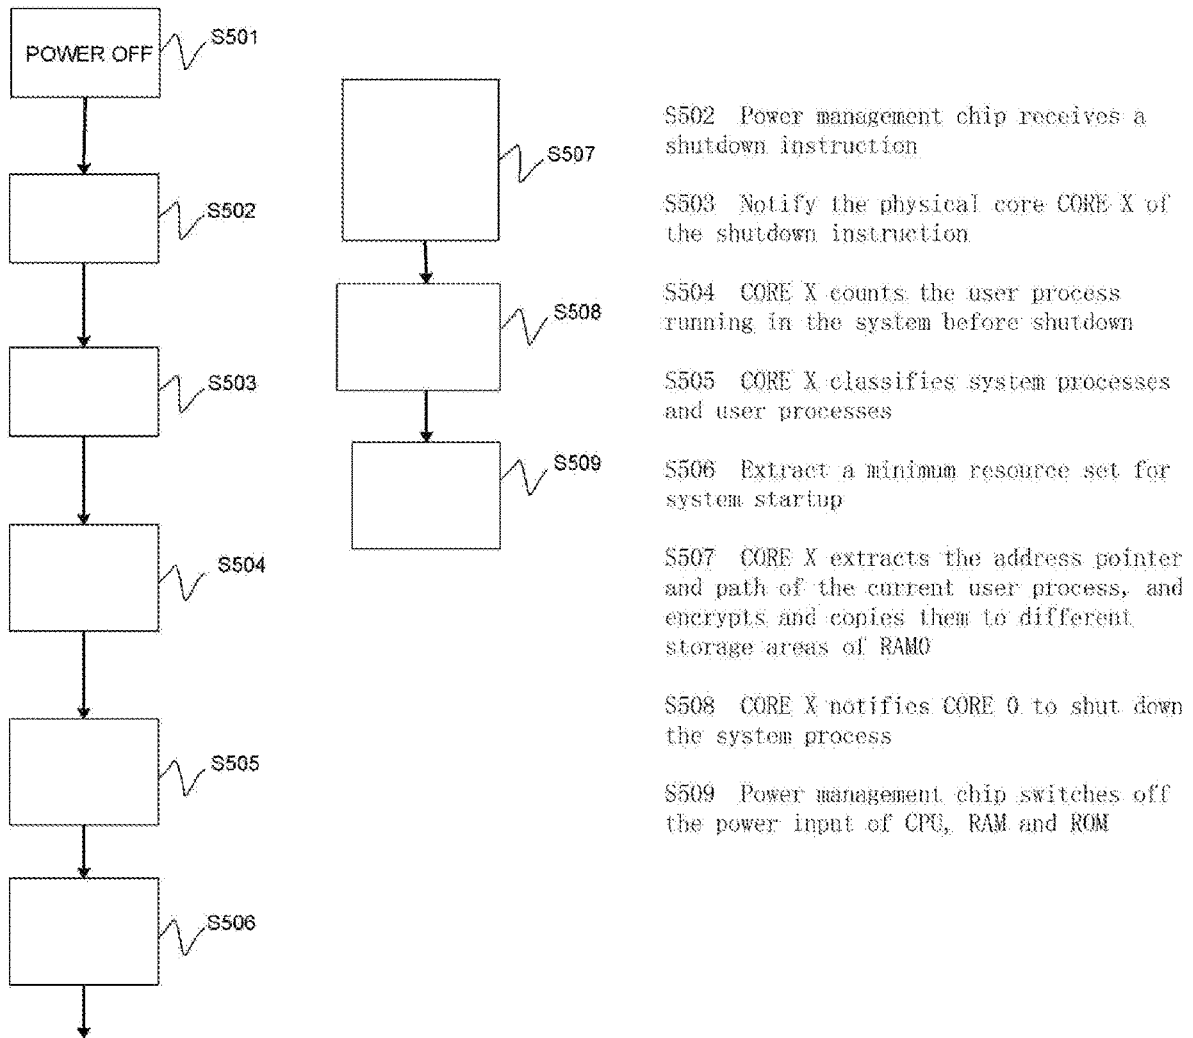 POWER OFF
S501
S502
S503
S504
S505
S506
S507
S508
S509
S502 Power management chip receives a
shutdown instruction
S503 Notify the physical core CORE X of
the shutdown instruction
S504 CORE X counts the user process
running in the system before shutdown
S505 CORE X classifies system processes
and user processes
S506 Extract a minimum resource set for
system startup
S507 CORE X extracts the address pointer
and path of the current user process, and
encrypts and copies them to different
storage areas of RAM0
S508 CORE X notifies CORE 0 to shut down
the system process
S509 Power management chip switches off
the power input of CPU, RAM and ROM